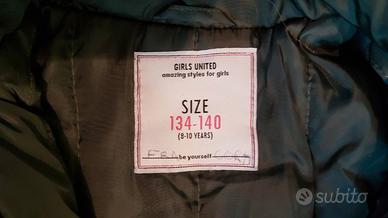 GIRLS UNITED
amazing styles for girls
SIZE
134-140
(8-10 YEARS)
be yourself
subito